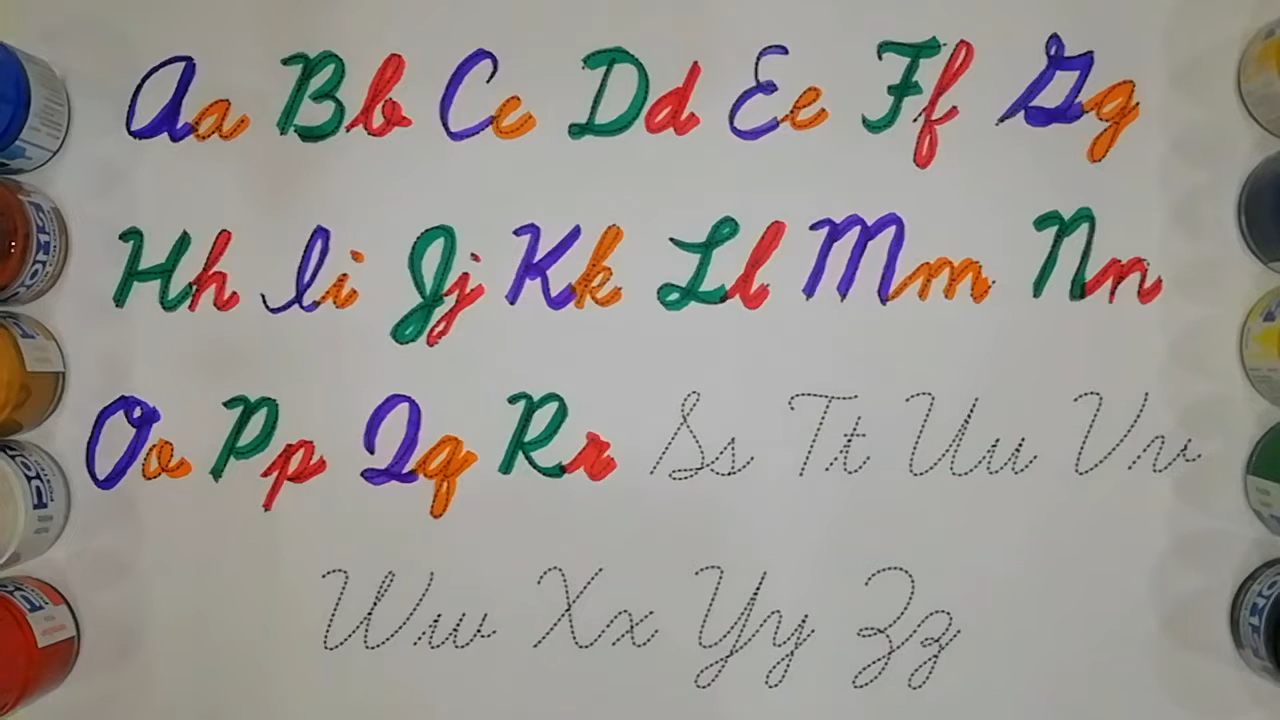 Aa Bb Cc Dd Ee Ff Gg
Hh Ii Jj Kk Ll Mm Nn
Oo Pp Qq Rr Ss Tt Uu Vv
Ww Xx Yy Zz